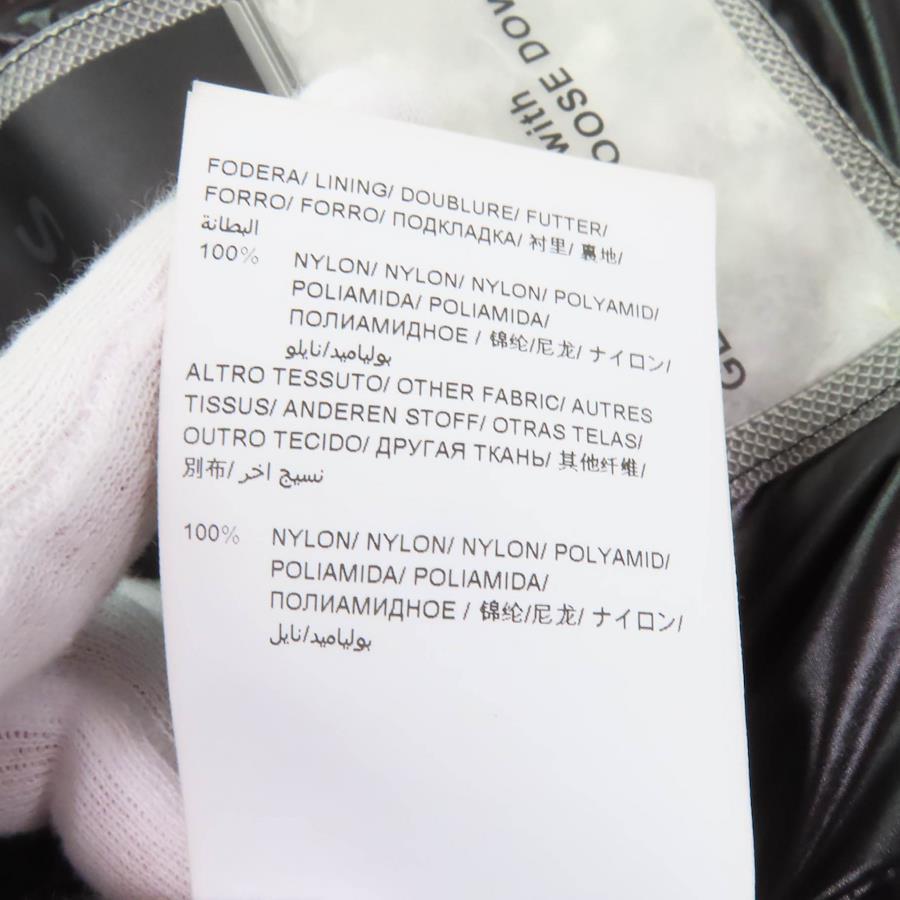 with
OOSE DOW
S
GE
FODERA/ LINING/ DOUBLURE/ FUTTER/
FORRO/ FORRO/ ПОДКЛАДКА/ 衬里/ 裏地/
البطانة
100% NYLON/ NYLON/ NYLON/ POLYAMID/
POLIAMIDA/ POLIAMIDA/
ПОЛИАМИДНОЕ / 锦纶/尼龙/ ナイロン/
بولياميد/نايلو
ALTRO TESSUTO/ OTHER FABRIC/ AUTRES
TISSUS/ ANDEREN STOFF/ OTRAS TELAS/
OUTRO TECIDO/ ДРУГАЯ ТКАНЬ/ 其他纤维/
別布/ نسيج اخر
100% NYLON/ NYLON/ NYLON/ POLYAMID/
POLIAMIDA/ POLIAMIDA/
ПОЛИАМИДНОЕ / 锦纶/尼龙/ ナイロン/
بولياميد/نايل